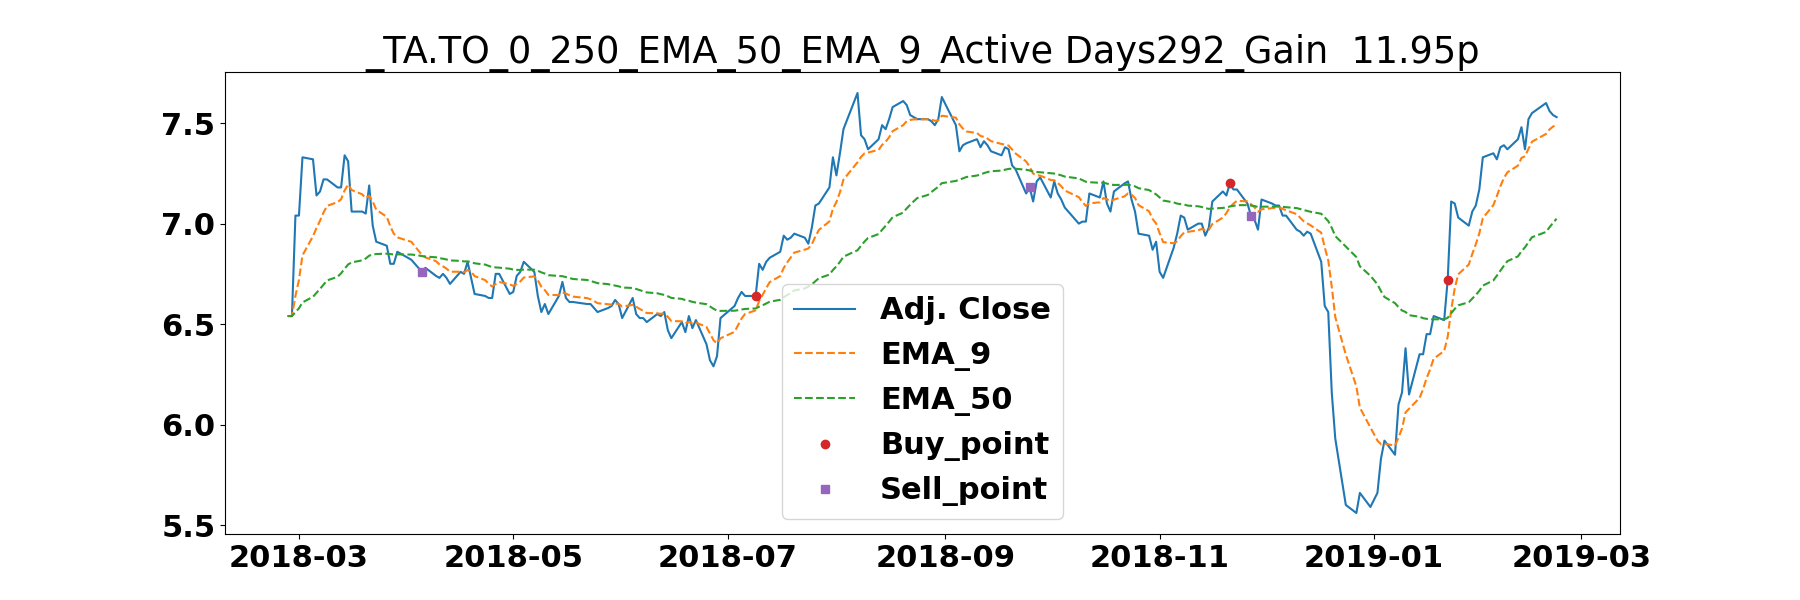 _TA.TO_0_250_EMA_50_EMA_9_Active Days292_Gain  11.95p
7.5
7.0
6.5
6.0
5.5
Adj. Close
EMA_9
EMA_50
Buy_point
Sell_point
2018-03 2018-05 2018-07 2018-09 2018-11 2019-01 2019-03